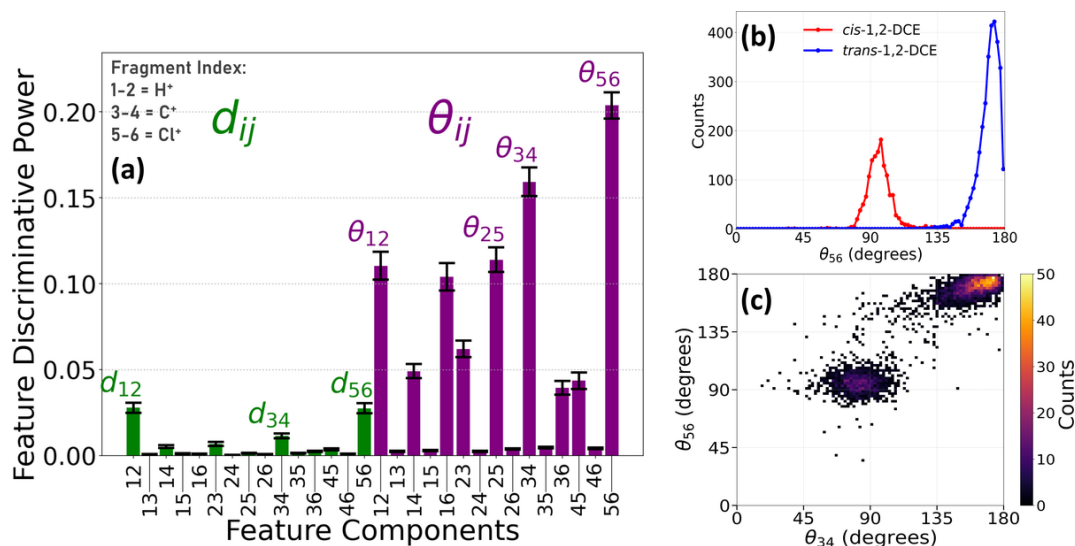 (a)
Fragment Index:
1-2 = H⁺
3-4 = C⁺
5-6 = Cl⁺
d_ij
θ_ij
d_12
d_34
d_56
θ_12
θ_25
θ_34
θ_56
Feature Discriminative Power
0.20
0.15
0.10
0.05
0.00
12 13 14 15 16 23 24 25 26 34 35 36 45 46 56 12 13 14 15 16 23 24 25 26 34 35 36 45 46 56
Feature Components
(b)
cis-1,2-DCE
trans-1,2-DCE
Counts
400
300
200
100
0
0 45 90 135 180
θ_56 (degrees)
(c)
θ_56 (degrees)
180
135
90
45
0
0 45 90 135 180
θ_34 (degrees)
50
40
30
20
10
0
Counts